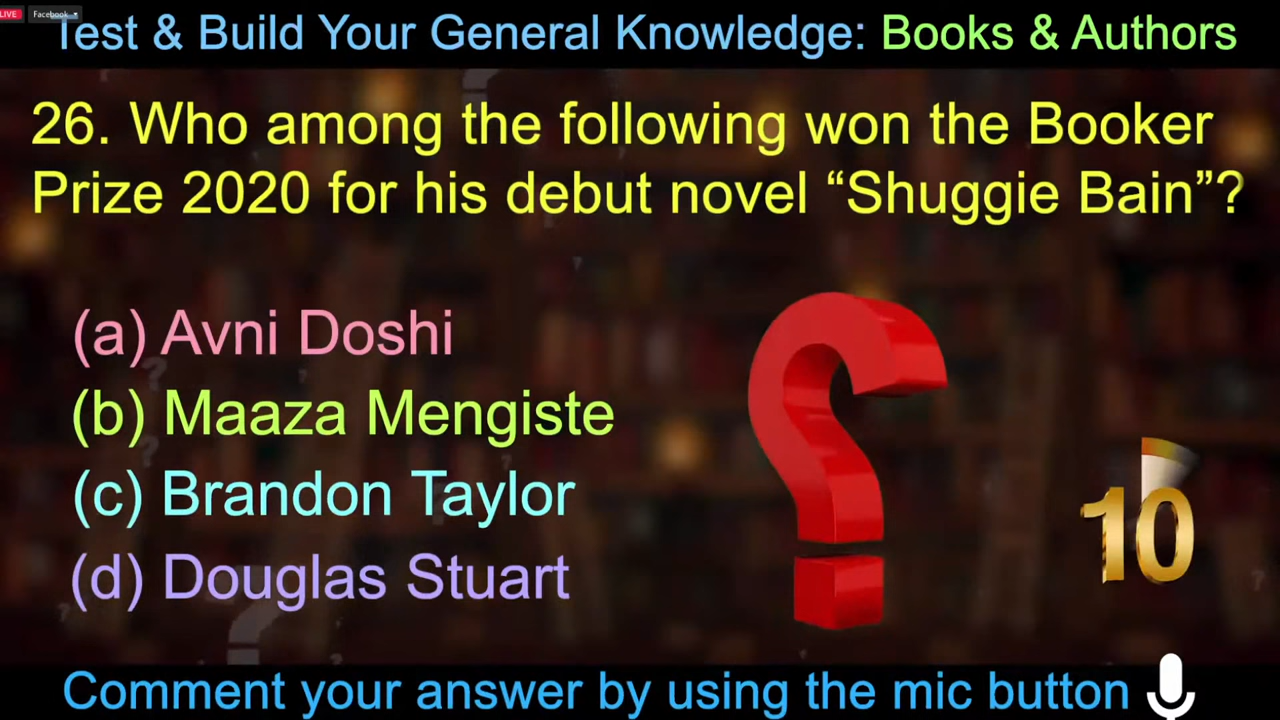 LIVE
Facebook
Test & Build Your General Knowledge: Books & Authors
26. Who among the following won the Booker
Prize 2020 for his debut novel “Shuggie Bain”?
(a) Avni Doshi
(b) Maaza Mengiste
(c) Brandon Taylor
(d) Douglas Stuart
10
Comment your answer by using the mic button